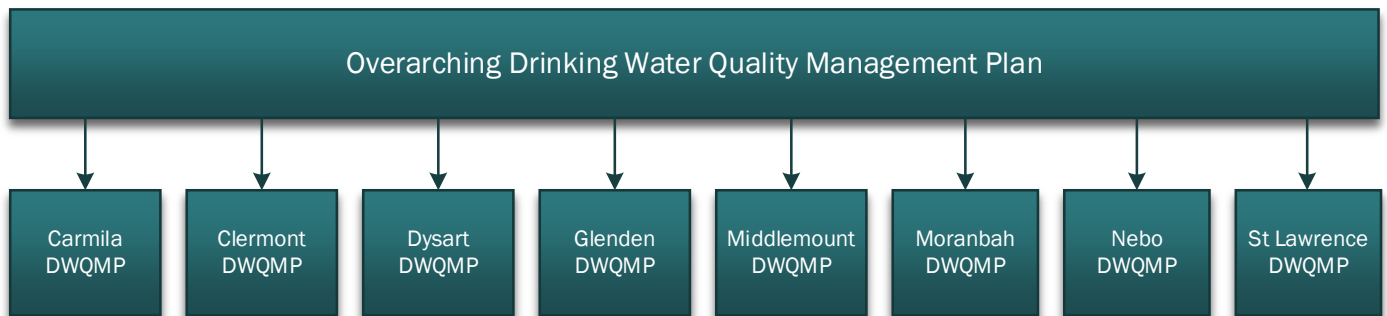 Overarching Drinking Water Quality Management Plan
Carmila
DWQMP
Clermont
DWQMP
Dysart
DWQMP
Glenden
DWQMP
Middlemount
DWQMP
Moranbah
DWQMP
Nebo
DWQMP
St Lawrence
DWQMP